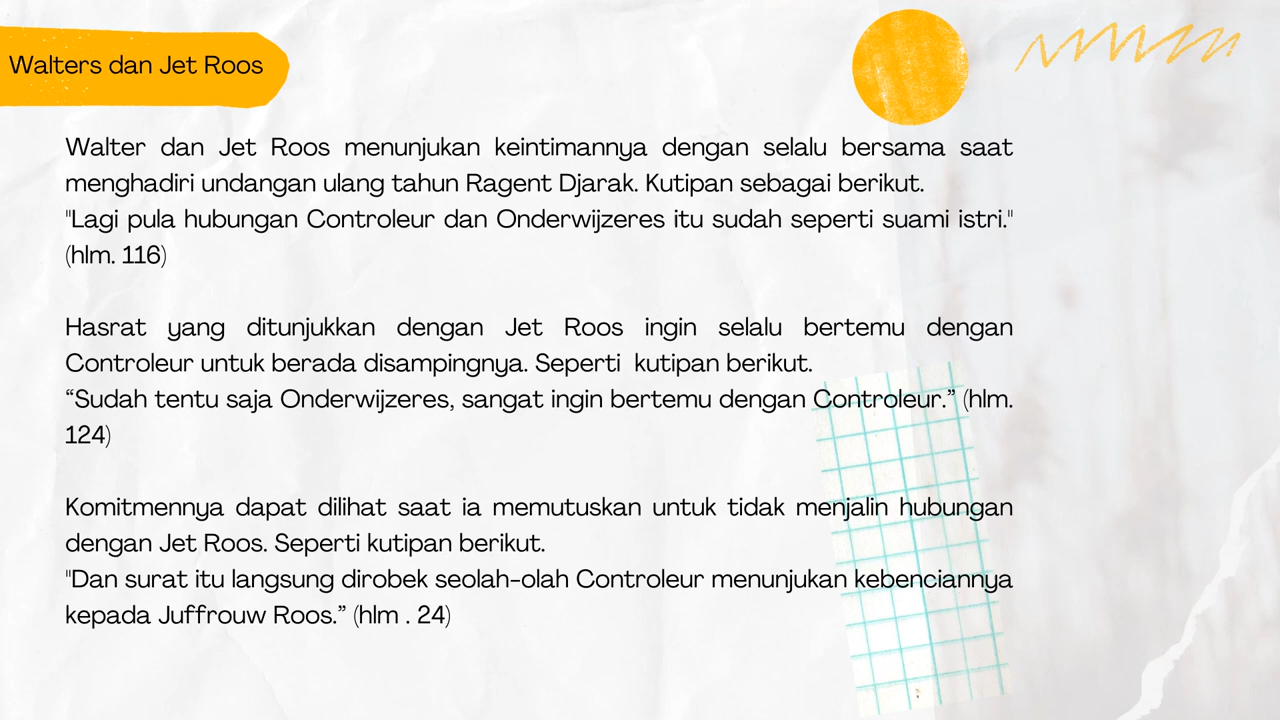 Walters dan Jet Roos
Walter dan Jet Roos menunjukan keintimannya dengan selalu bersama saat
menghadiri undangan ulang tahun Ragent Djarak. Kutipan sebagai berikut.
"Lagi pula hubungan Controleur dan Onderwijzeres itu sudah seperti suami istri."
(hlm. 116)
Hasrat yang ditunjukkan dengan Jet Roos ingin selalu bertemu dengan
Controleur untuk berada disampingnya. Seperti  kutipan berikut.
“Sudah tentu saja Onderwijzeres, sangat ingin bertemu dengan Controleur.” (hlm.
124)
Komitmennya dapat dilihat saat ia memutuskan untuk tidak menjalin hubungan
dengan Jet Roos. Seperti kutipan berikut.
"Dan surat itu langsung dirobek seolah-olah Controleur menunjukan kebenciannya
kepada Juffrouw Roos.” (hlm . 24)